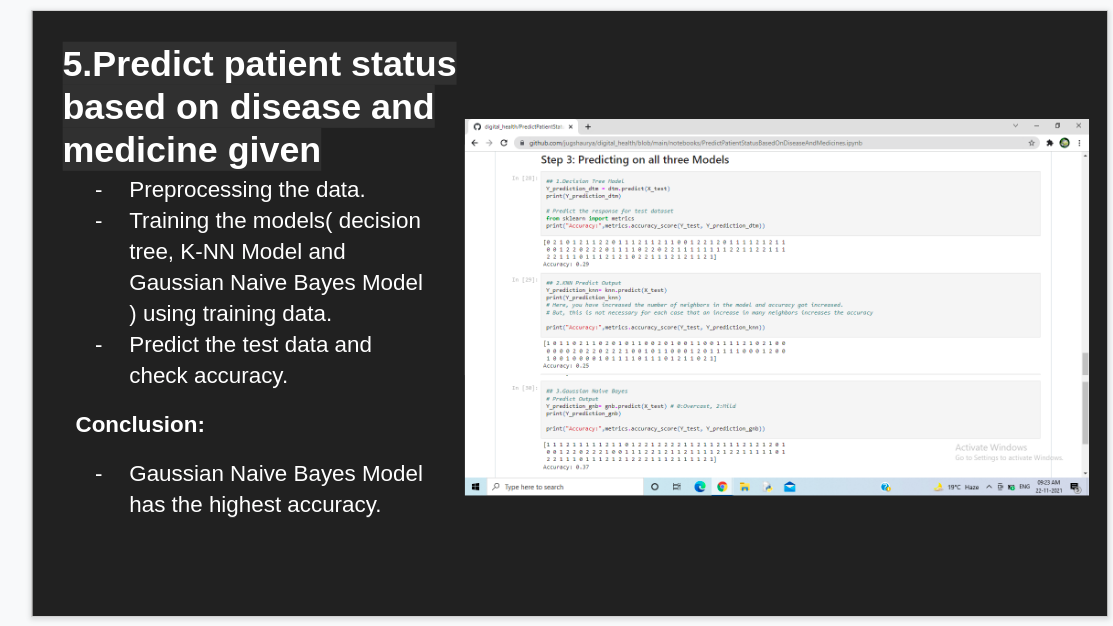 5.Predict patient status
based on disease and
medicine given
- Preprocessing the data.
- Training the models( decision
tree, K-NN Model and
Gaussian Naive Bayes Model
) using training data.
- Predict the test data and
check accuracy.
Conclusion:
- Gaussian Naive Bayes Model
has the highest accuracy.
digital_health/PredictPatientStat
github.com/jugshaurya/digital_health/blob/main/notebooks/PredictPatientStatusBasedOnDiseaseAndMedicines.ipynb
Step 3: Predicting on all three Models
## 1.Decision Tree Model
Y_prediction_dtm = dtm.predict(X_test)
print(Y_prediction_dtm)
# Predict the response for test dataset
from sklearn import metrics
print("Accuracy:",metrics.accuracy_score(Y_test, Y_prediction_dtm))
Accuracy: 0.29
In [29]:
## 2.KNN Predict Output
Y_prediction_knn= knn.predict(X_test)
print(Y_prediction_knn)
# Here, you have increased the number of neighbors in the model and accuracy got increased.
# But, this is not necessary for each case that an increase in many neighbors increases the accuracy
print("Accuracy:",metrics.accuracy_score(Y_test, Y_prediction_knn))
Accuracy: 0.25
In [30]:
## 3.Gaussian Naive Bayes
# Predict Output
Y_prediction_gnb= gnb.predict(X_test) # 0:Overcast, 2:Mild
print(Y_prediction_gnb)
print("Accuracy:",metrics.accuracy_score(Y_test, Y_prediction_gnb))
Accuracy: 0.37
Activate Windows
Go to Settings to activate Windows.
Type here to search
19°C Haze
ENG
09:23 AM
22-11-2021